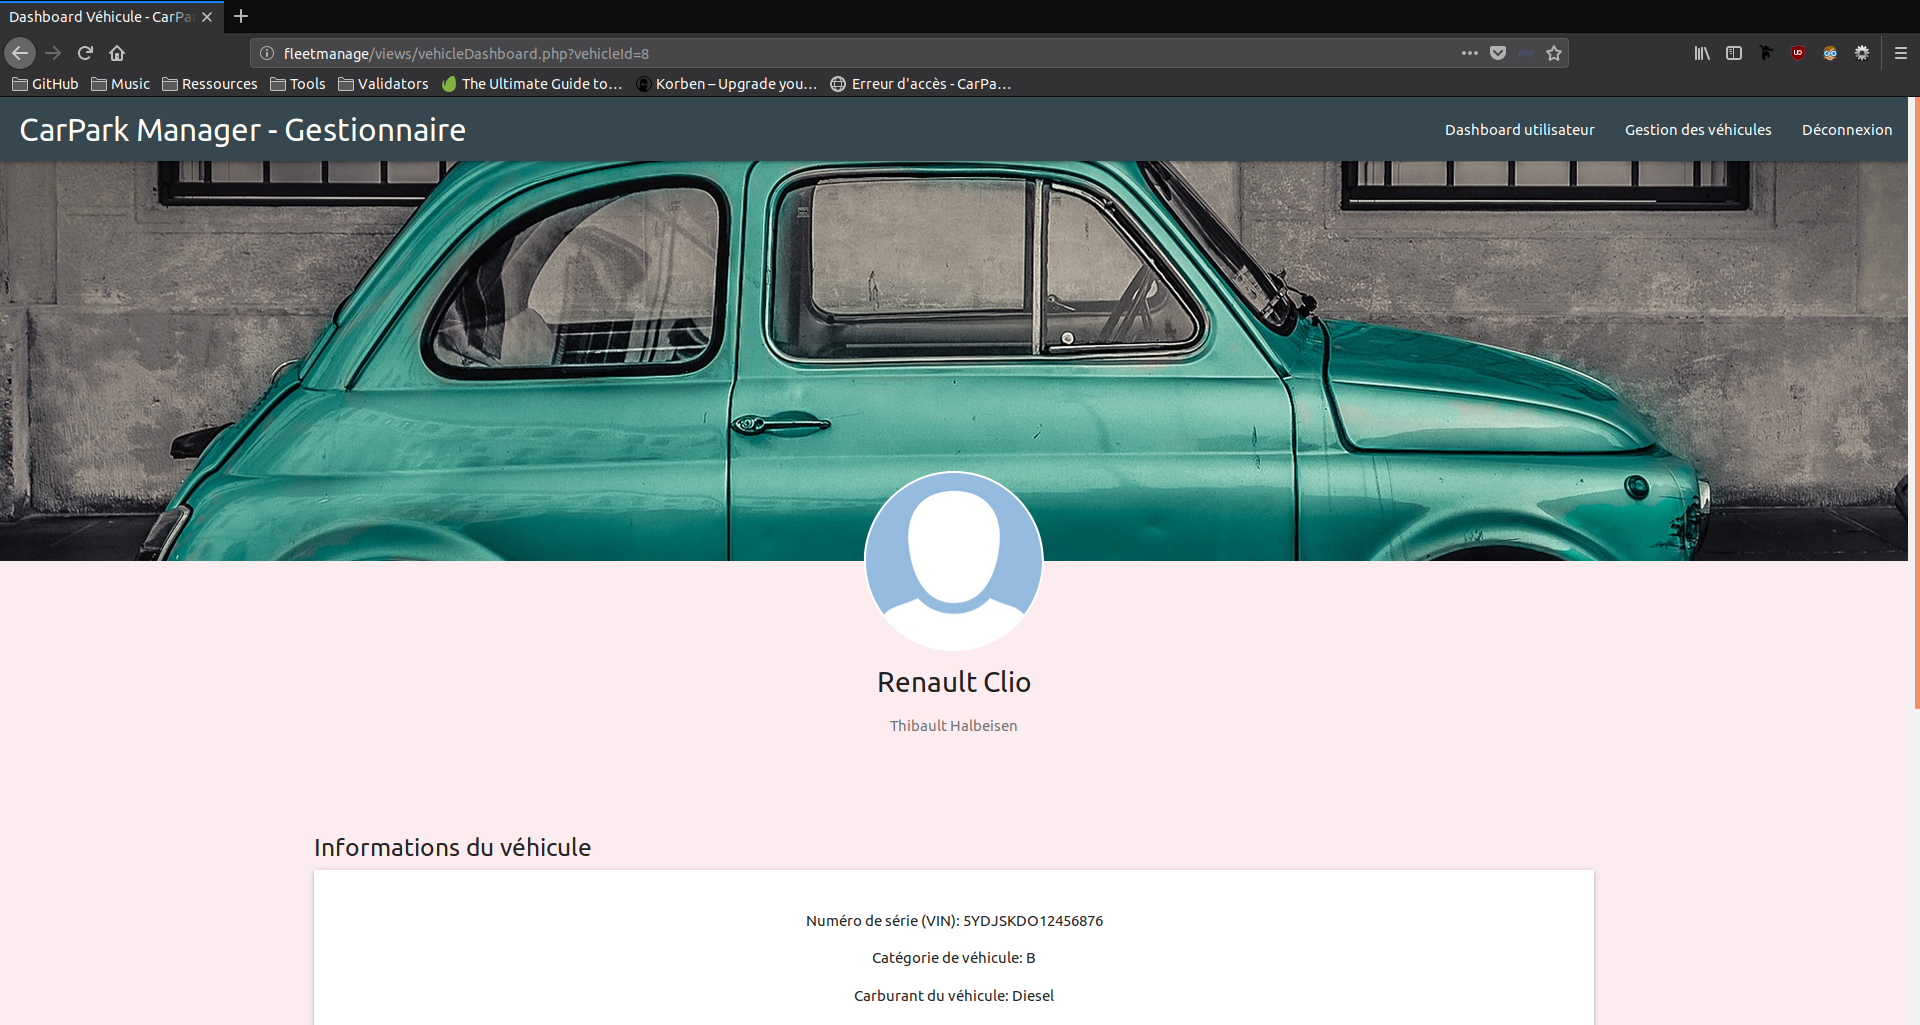 Dashboard Véhicule - CarPa
fleetmanage/views/vehicleDashboard.php?vehicleId=8
GitHub Music Ressources Tools Validators The Ultimate Guide to… Korben – Upgrade you… Erreur d'accès - CarPa…
CarPark Manager - Gestionnaire
Dashboard utilisateur Gestion des véhicules Déconnexion
Renault Clio
Thibault Halbeisen
Informations du véhicule
Numéro de série (VIN): 5YDJSKDO12456876
Catégorie de véhicule: B
Carburant du véhicule: Diesel